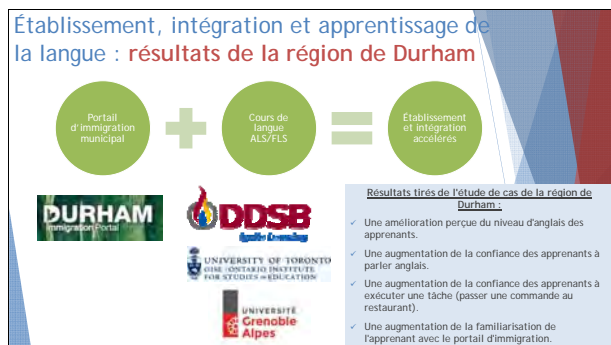 Établissement, intégration et apprentissage de
la langue : résultats de la région de Durham
Portail
d'immigration
municipal
Cours de
langue
ALS/FLS
Établissement
et intégration
accélérés
DURHAM
Immigration Portal
DDSB
Ignite Learning
UNIVERSITY OF TORONTO
OISE | ONTARIO INSTITUTE
FOR STUDIES IN EDUCATION
UNIVERSITÉ
Grenoble
Alpes
Résultats tirés de l'étude de cas de la région de
Durham :
✓ Une amélioration perçue du niveau d'anglais des
apprenants.
✓ Une augmentation de la confiance des apprenants à
parler anglais.
✓ Une augmentation de la confiance des apprenants à
exécuter une tâche (passer une commande au
restaurant).
✓ Une augmentation de la familiarisation de
l'apprenant avec le portail d'immigration.